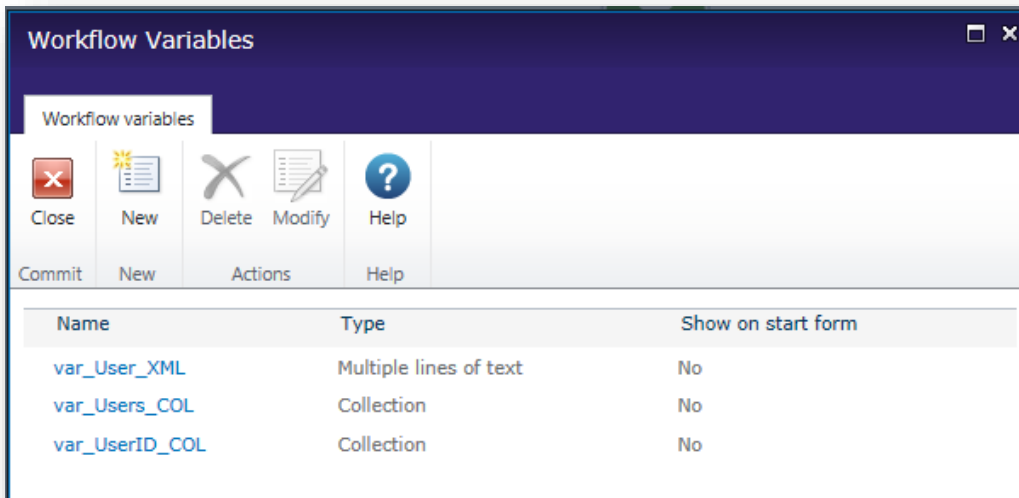 Workflow Variables
Workflow variables
Close New Delete Modify Help
Commit New Actions Help
Name Type Show on start form
var_User_XML Multiple lines of text No
var_Users_COL Collection No
var_UserID_COL Collection No